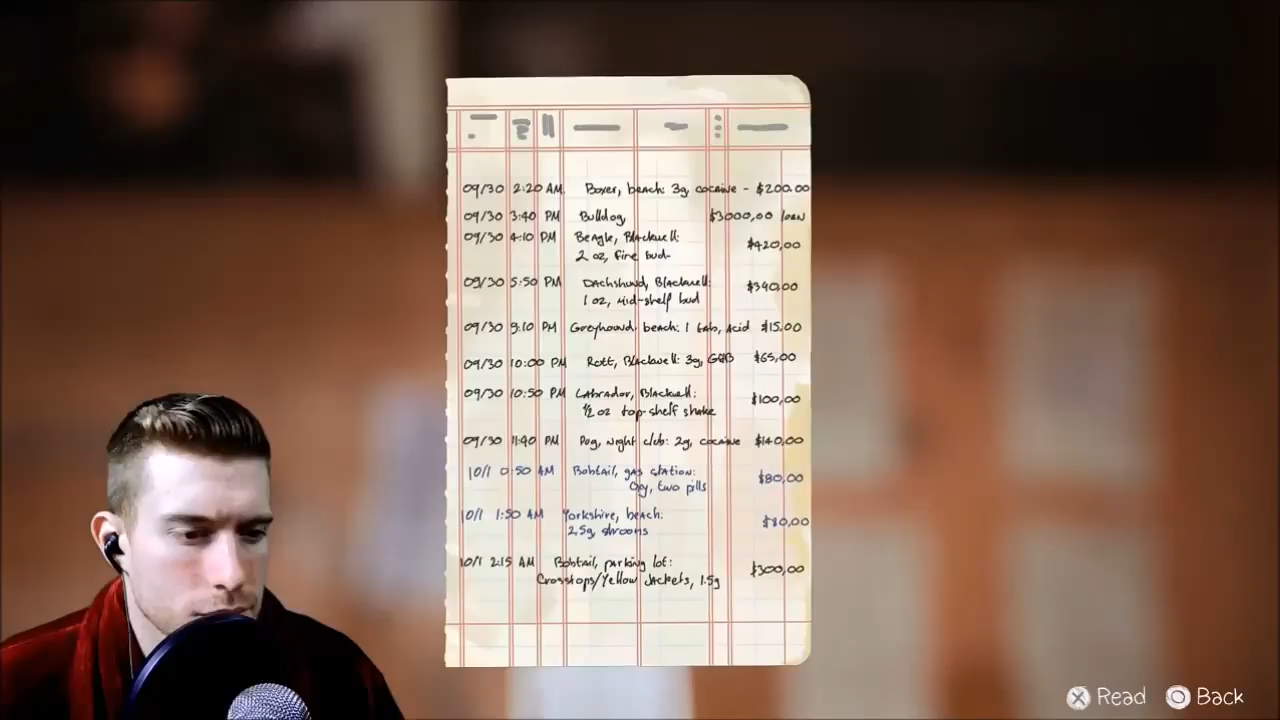 09/30 2:20 AM Boxer, beach: 3g, cocaine - $200.00
09/30 3:40 PM Bulldog, $3000,00 loan
09/30 4:10 PM Beagle, Blackwell: $420,00
2 oz, fire bud-
09/30 5:50 PM Dachshund, Blackwell: $340.00
1 oz, mid-shelf bud
09/30 9:10 PM Greyhound, beach: 1 tab, acid $15.00
09/30 10:00 PM Rott, Blackwell: 3g, GHB $65,00
09/30 10:50 PM Labrador, Blackwell: $100,00
1/2 oz top-shelf shake
09/30 11:40 PM Pug, night club: 2g, cocaine $140,00
10/1 0:50 AM Bobtail, gas station: $80,00
Oxy, two pills
10/1 1:50 AM Yorkshire, beach:
2,5g, shrooms
10/1 2:15 AM Bobtail, parking lot: $300,00
Crosstops/Yellow Jackets, 1.5g
Read Back